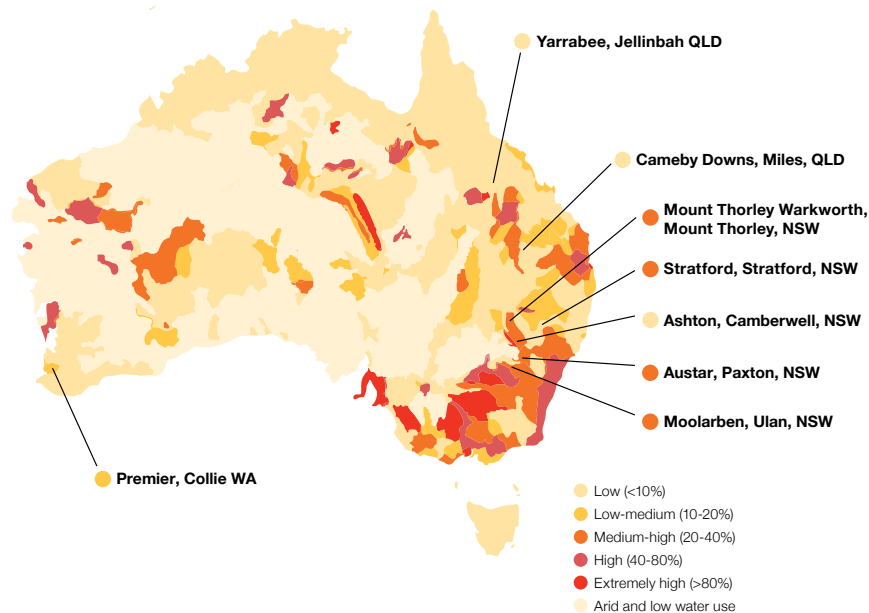 Yarrabee, Jellinbah QLD
Cameby Downs, Miles, QLD
Mount Thorley Warkworth,
Mount Thorley, NSW
Stratford, Stratford, NSW
Ashton, Camberwell, NSW
Austar, Paxton, NSW
Moolarben, Ulan, NSW
Premier, Collie WA
Low (<10%)
Low-medium (10-20%)
Medium-high (20-40%)
High (40-80%)
Extremely high (>80%)
Arid and low water use